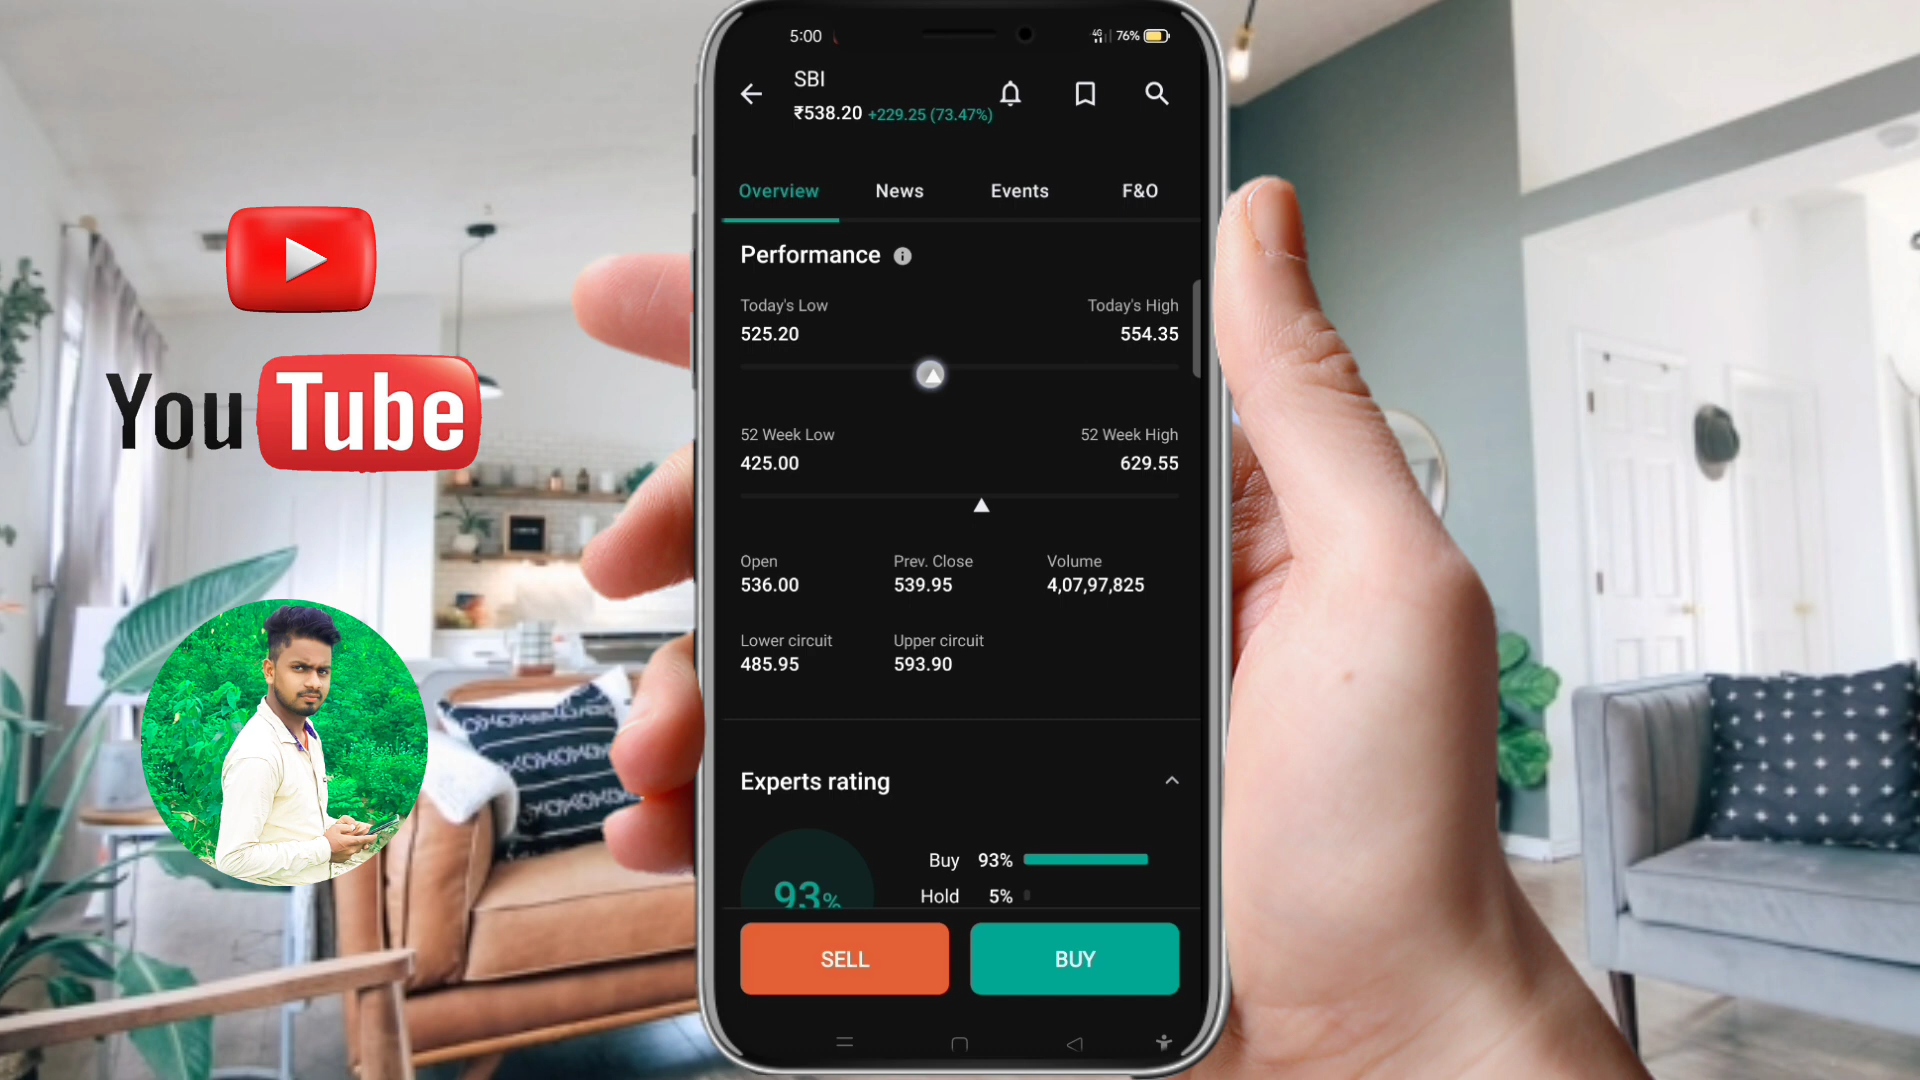 5:00
4G 76%
SBI
₹538.20 +229.25 (73.47%)
Overview News Events F&O
Performance
Today's Low Today's High
525.20 554.35
52 Week Low 52 Week High
425.00 629.55
Open Prev. Close Volume
536.00 539.95 4,07,97,825
Lower circuit Upper circuit
485.95 593.90
Experts rating
Buy 93%
93%
Hold 5%
SELL BUY
YouTube